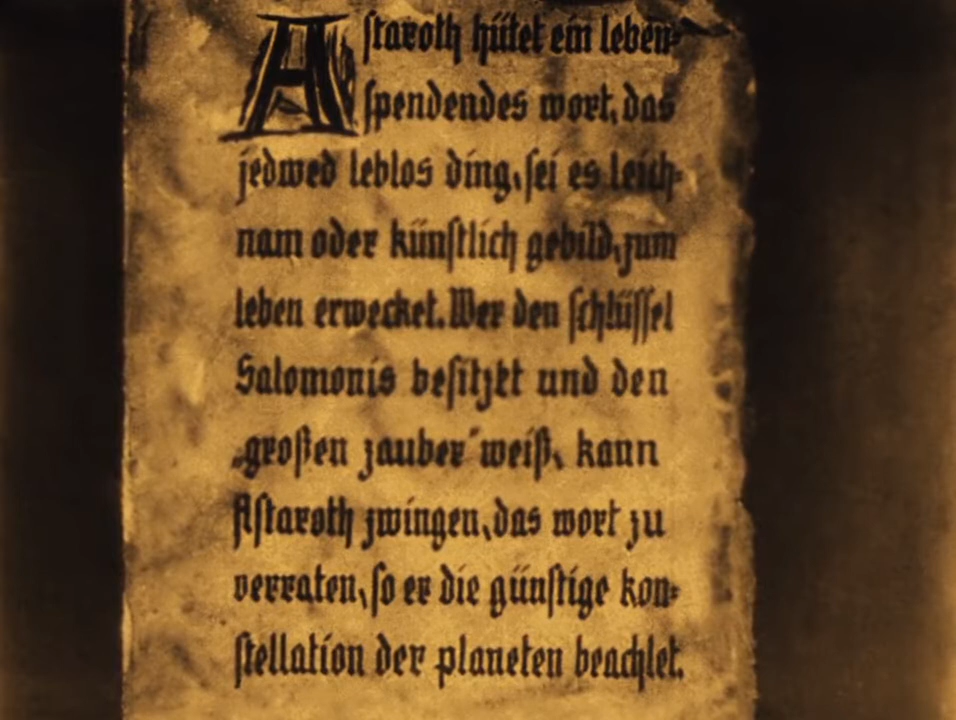 Astaroth hütet ein leben-
spendendes wort, das
jedwed leblos ding, sei es leich-
nam oder künstlich gebild, zum
leben erwecket. Wer den schlüssel
Salomonis besitzt und den
„großen zauber" weiß, kann
Astaroth zwingen, das wort zu
verraten, so er die günstige kon-
stellation der planeten beachtet.